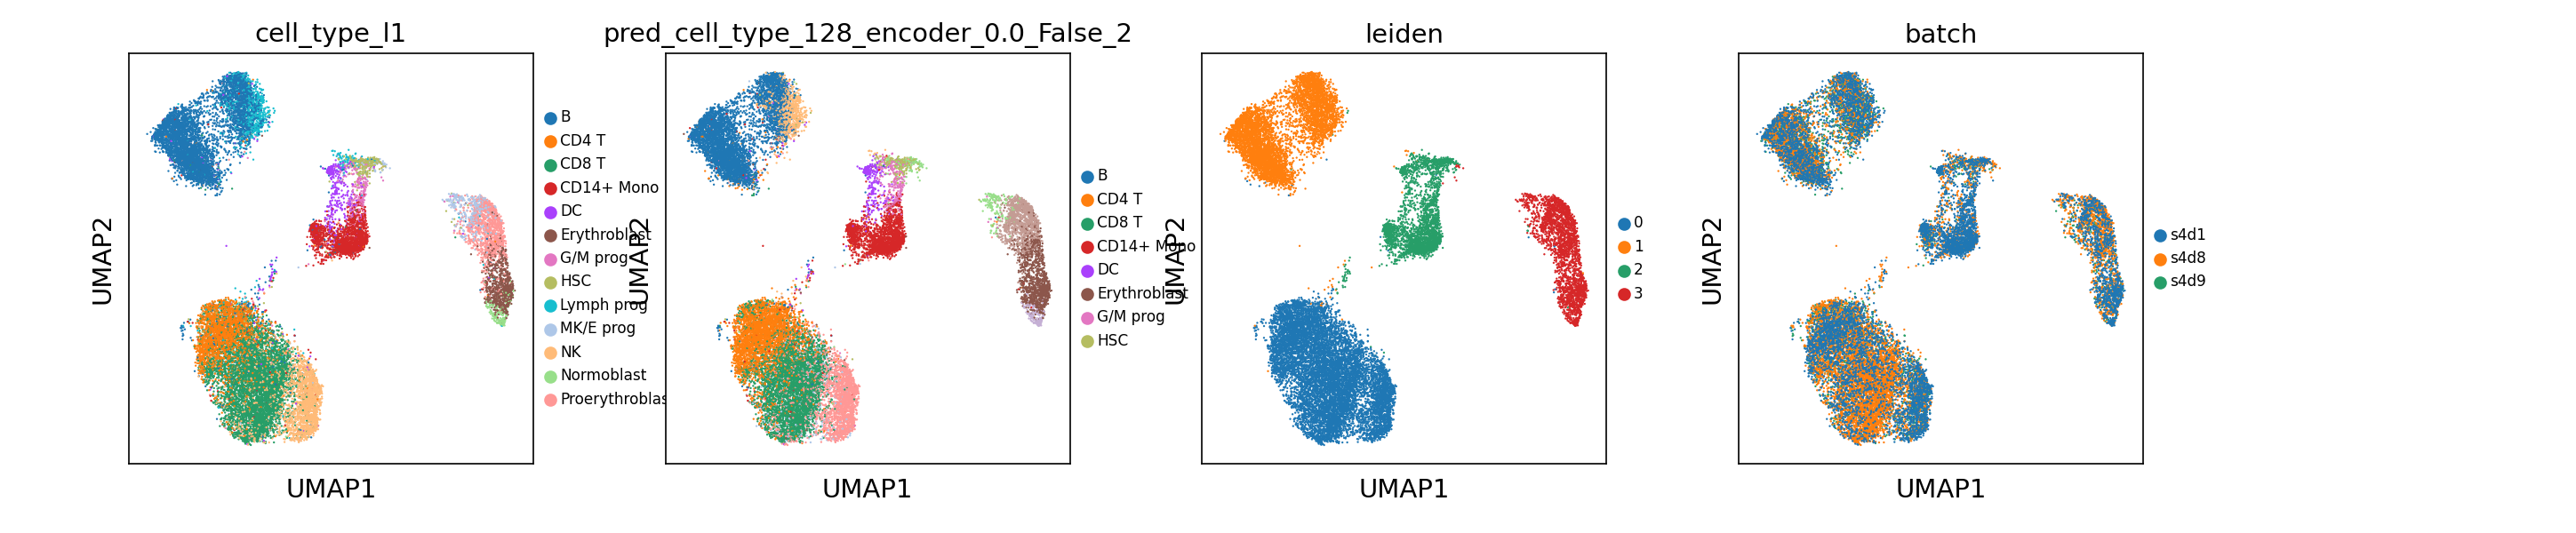 cell_type_l1
B
CD4 T
CD8 T
CD14+ Mono
DC
Erythroblast
G/M prog
HSC
Lymph prog
MK/E prog
NK
Normoblast
Proerythroblas
UMAP1
UMAP2
pred_cell_type_128_encoder_0.0_False_2
B
CD4 T
CD8 T
CD14+ Mono
DC
Erythroblast
G/M prog
HSC
UMAP1
UMAP2
leiden
0
1
2
3
UMAP1
UMAP2
batch
s4d1
s4d8
s4d9
UMAP1
UMAP2